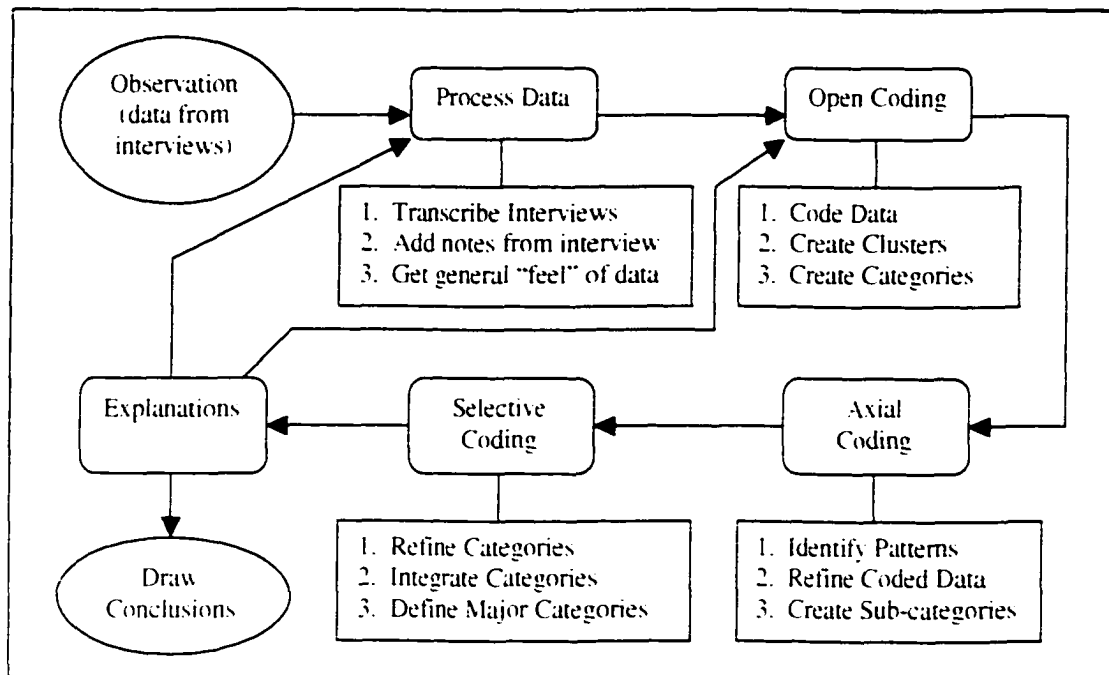 Observation
(data from
interviews)
Process Data
Open Coding
1. Transcribe Interviews
2. Add notes from interview
3. Get general “feel” of data
1. Code Data
2. Create Clusters
3. Create Categories
Explanations
Selective
Coding
Axial
Coding
Draw
Conclusions
1. Refine Categories
2. Integrate Categories
3. Define Major Categories
1. Identify Patterns
2. Refine Coded Data
3. Create Sub-categories